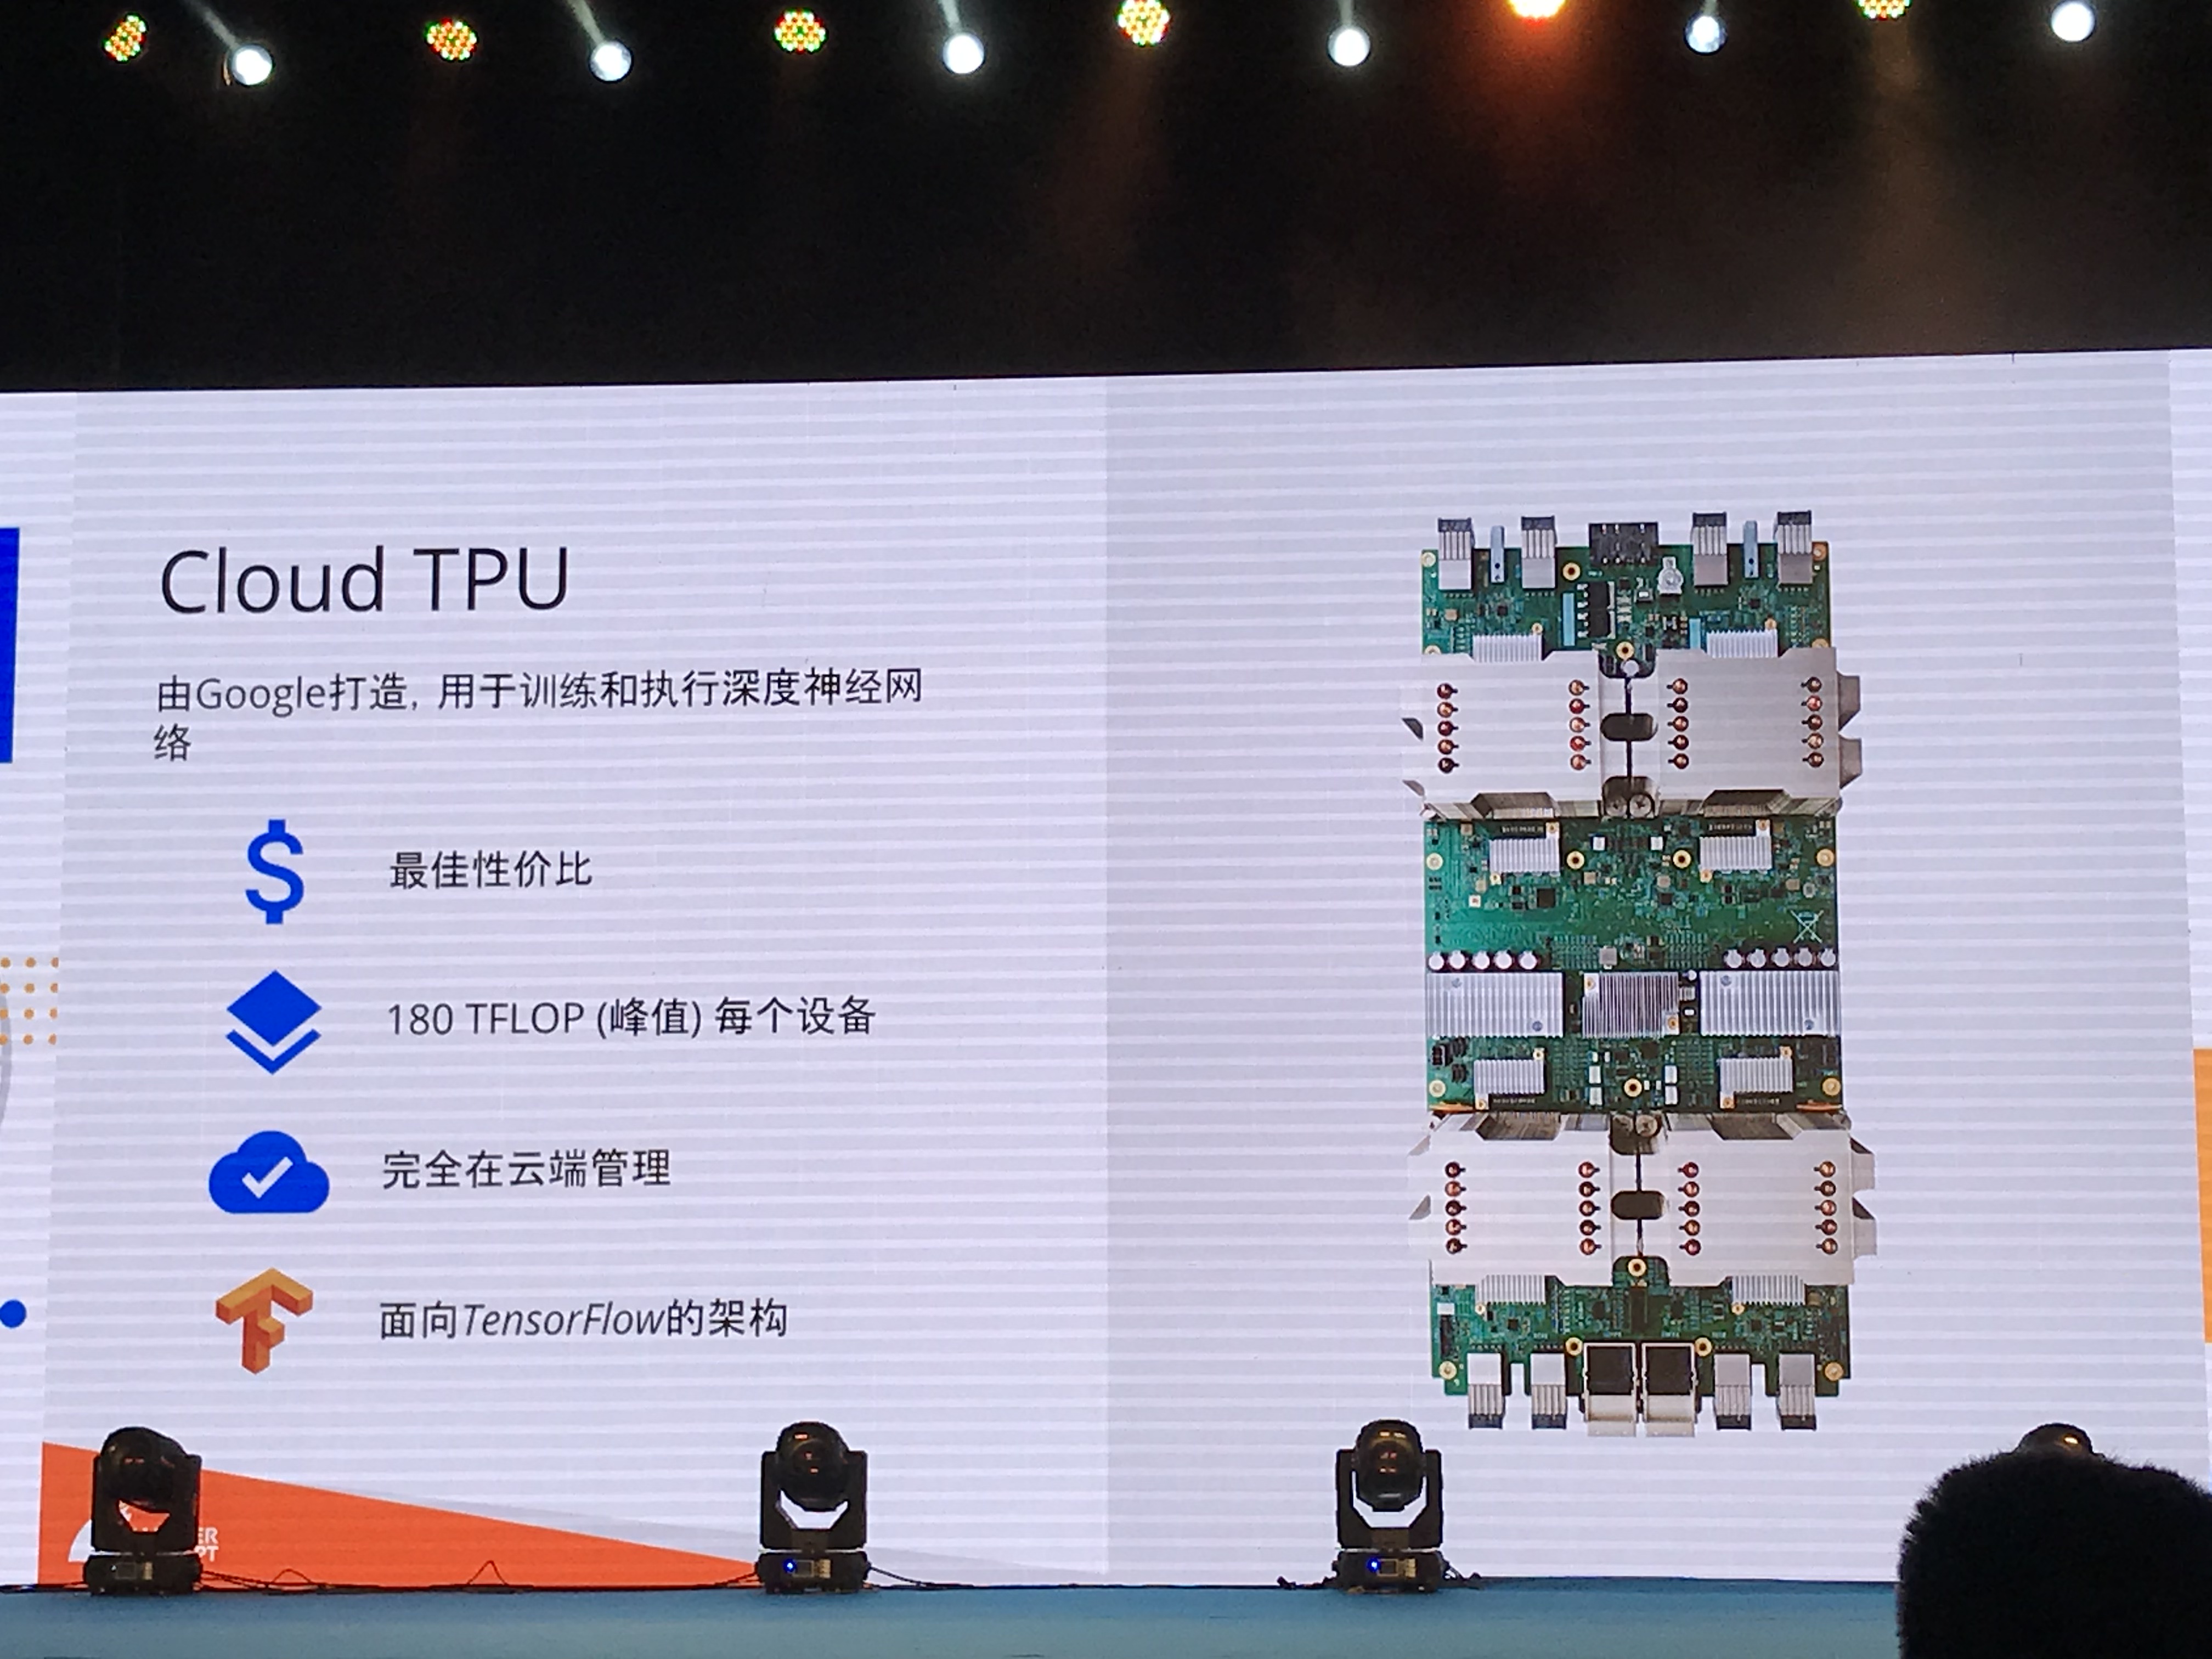 Cloud TPU
由Google打造, 用于训练和执行深度神经网
络
最佳性价比
180 TFLOP (峰值) 每个设备
完全在云端管理
面向TensorFlow的架构